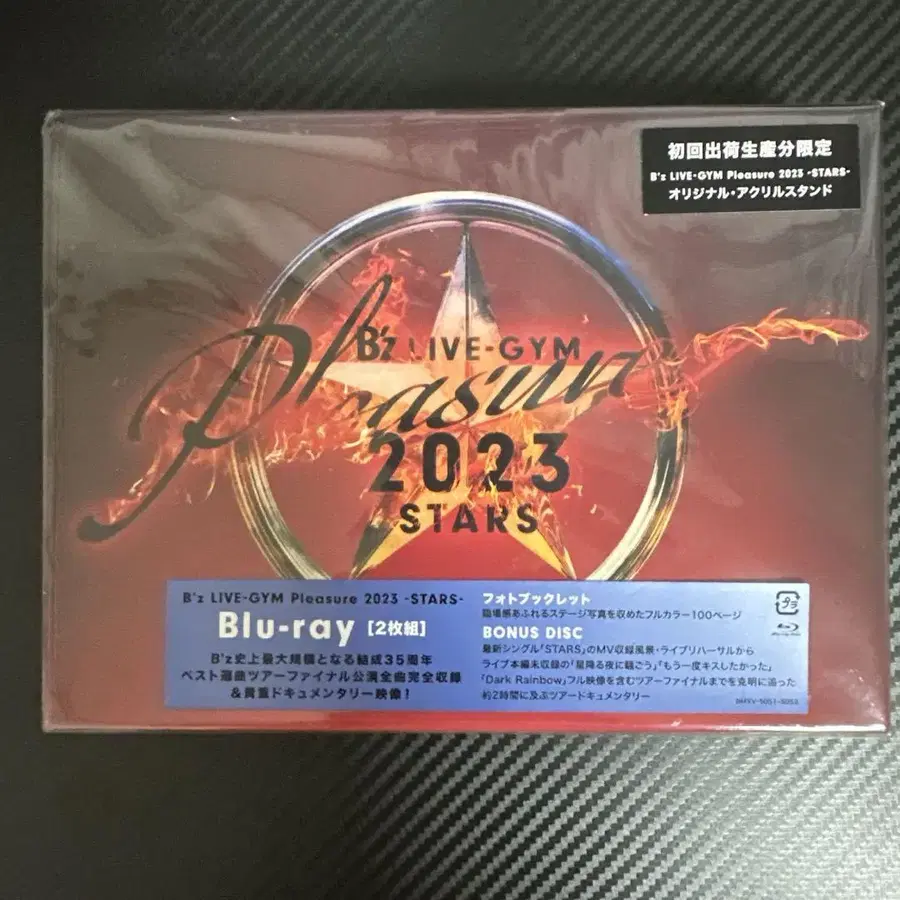 初回出荷生産分限定
B'z LIVE-GYM Pleasure 2023 -STARS-
オリジナル・アクリルスタンド
B'z LIVE-GYM
Pleasure
2023
STARS
B'z LIVE-GYM Pleasure 2023 -STARS-
Blu-ray [2枚組]
B'z史上最大規模となる結成35周年
ベスト選曲ツアーファイナル公演全曲完全収録
&貴重ドキュメンタリー映像!
フォトブックレット
臨場感あふれるステージ写真を収めたフルカラー100ページ
BONUS DISC
最新シングル「STARS」のMV収録風景・ライブリハーサルから
ライブ本編未収録の「星降る夜に騒ごう」「もう一度キスしたかった」
「Dark Rainbow」フル映像を含むツアーファイナルまでを克明に追った
約2時間に及ぶツアードキュメンタリー
プラ